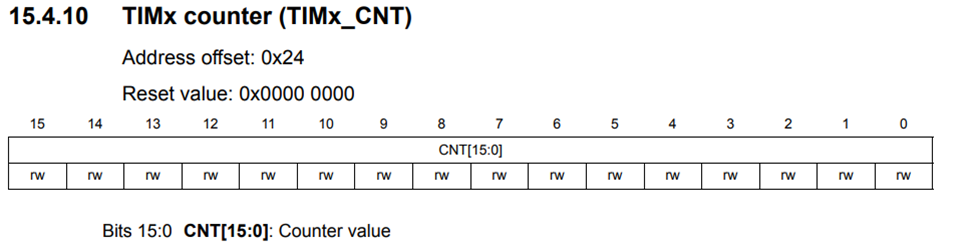 15.4.10 TIMx counter (TIMx_CNT)
Address offset: 0x24
Reset value: 0x0000 0000
15 14 13 12 11 10 9 8 7 6 5 4 3 2 1 0
CNT[15:0]
rw rw rw rw rw rw rw rw rw rw rw rw rw rw rw rw
Bits 15:0 CNT[15:0]: Counter value